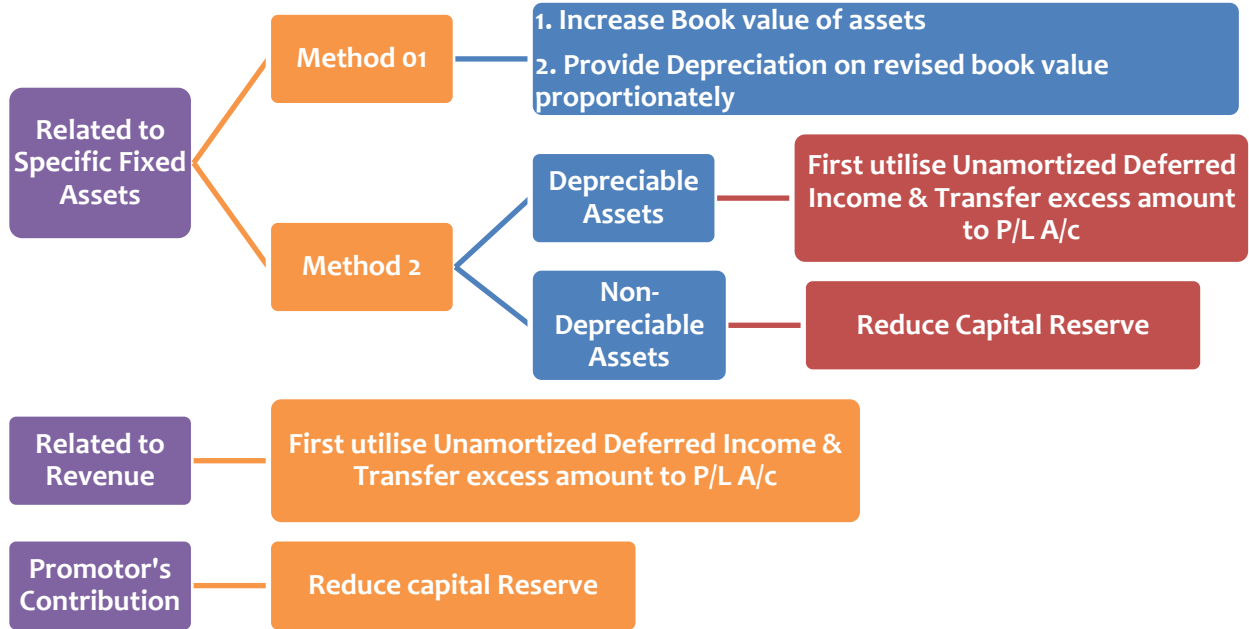 Related to
Specific Fixed
Assets
Method 01
1. Increase Book value of assets
2. Provide Depreciation on revised book value
proportionately
Method 2
Depreciable
Assets
First utilise Unamortized Deferred
Income & Transfer excess amount
to P/L A/c
Non-
Depreciable
Assets
Reduce Capital Reserve
Related to
Revenue
First utilise Unamortized Deferred Income &
Transfer excess amount to P/L A/c
Promotor's
Contribution
Reduce capital Reserve